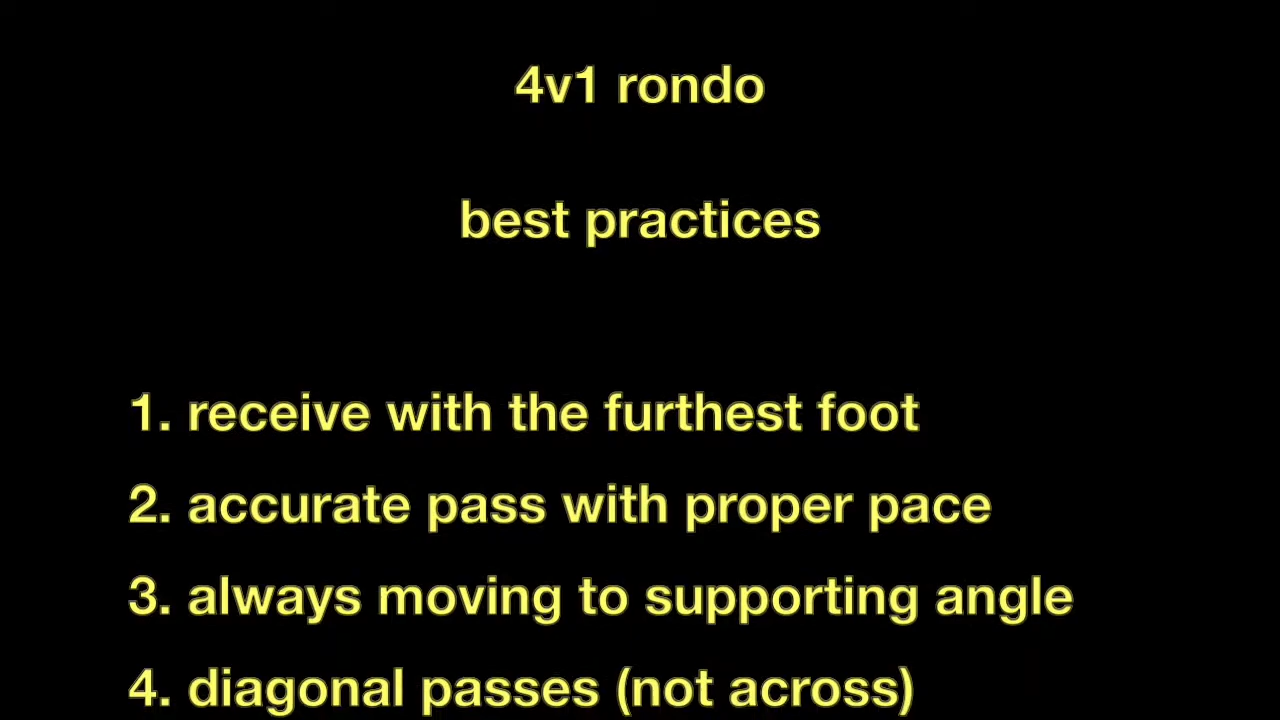 4v1 rondo
best practices
1. receive with the furthest foot
2. accurate pass with proper pace
3. always moving to supporting angle
4. diagonal passes (not across)